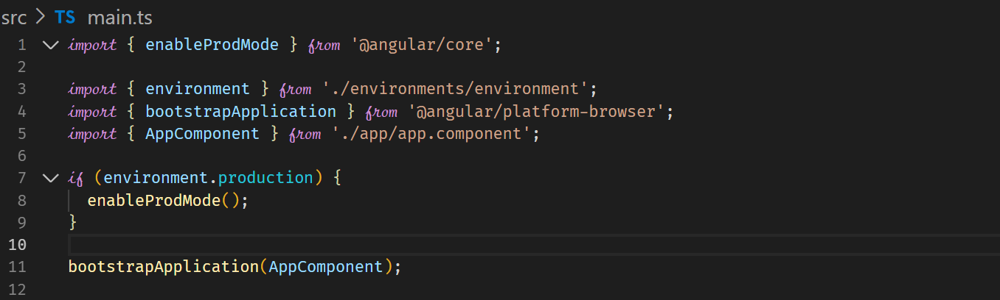 src > TS main.ts
1 import { enableProdMode } from '@angular/core';
2
3 import { environment } from './environments/environment';
4 import { bootstrapApplication } from '@angular/platform-browser';
5 import { AppComponent } from './app/app.component';
6
7 if (environment.production) {
8 enableProdMode();
9 }
10
11 bootstrapApplication(AppComponent);
12